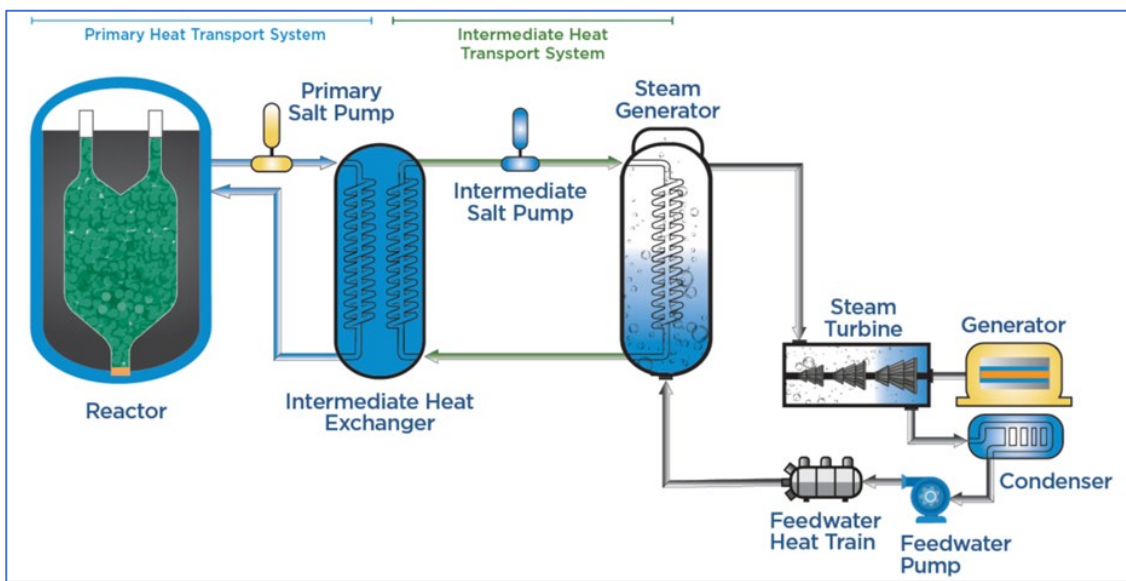 Primary Heat Transport System
Intermediate Heat
Transport System
Primary
Salt Pump
Steam
Generator
Intermediate
Salt Pump
Steam
Turbine
Generator
Reactor
Intermediate Heat
Exchanger
Condenser
Feedwater
Heat Train
Feedwater
Pump